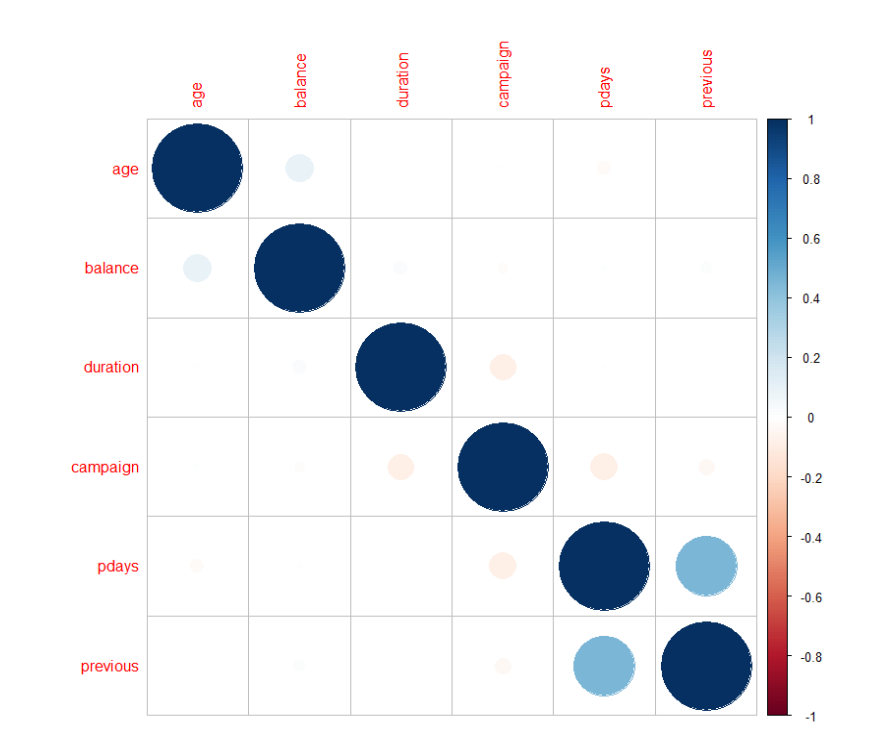 age
balance
duration
campaign
pdays
previous
age
balance
duration
campaign
pdays
previous
1
0.8
0.6
0.4
0.2
0
-0.2
-0.4
-0.6
-0.8
-1